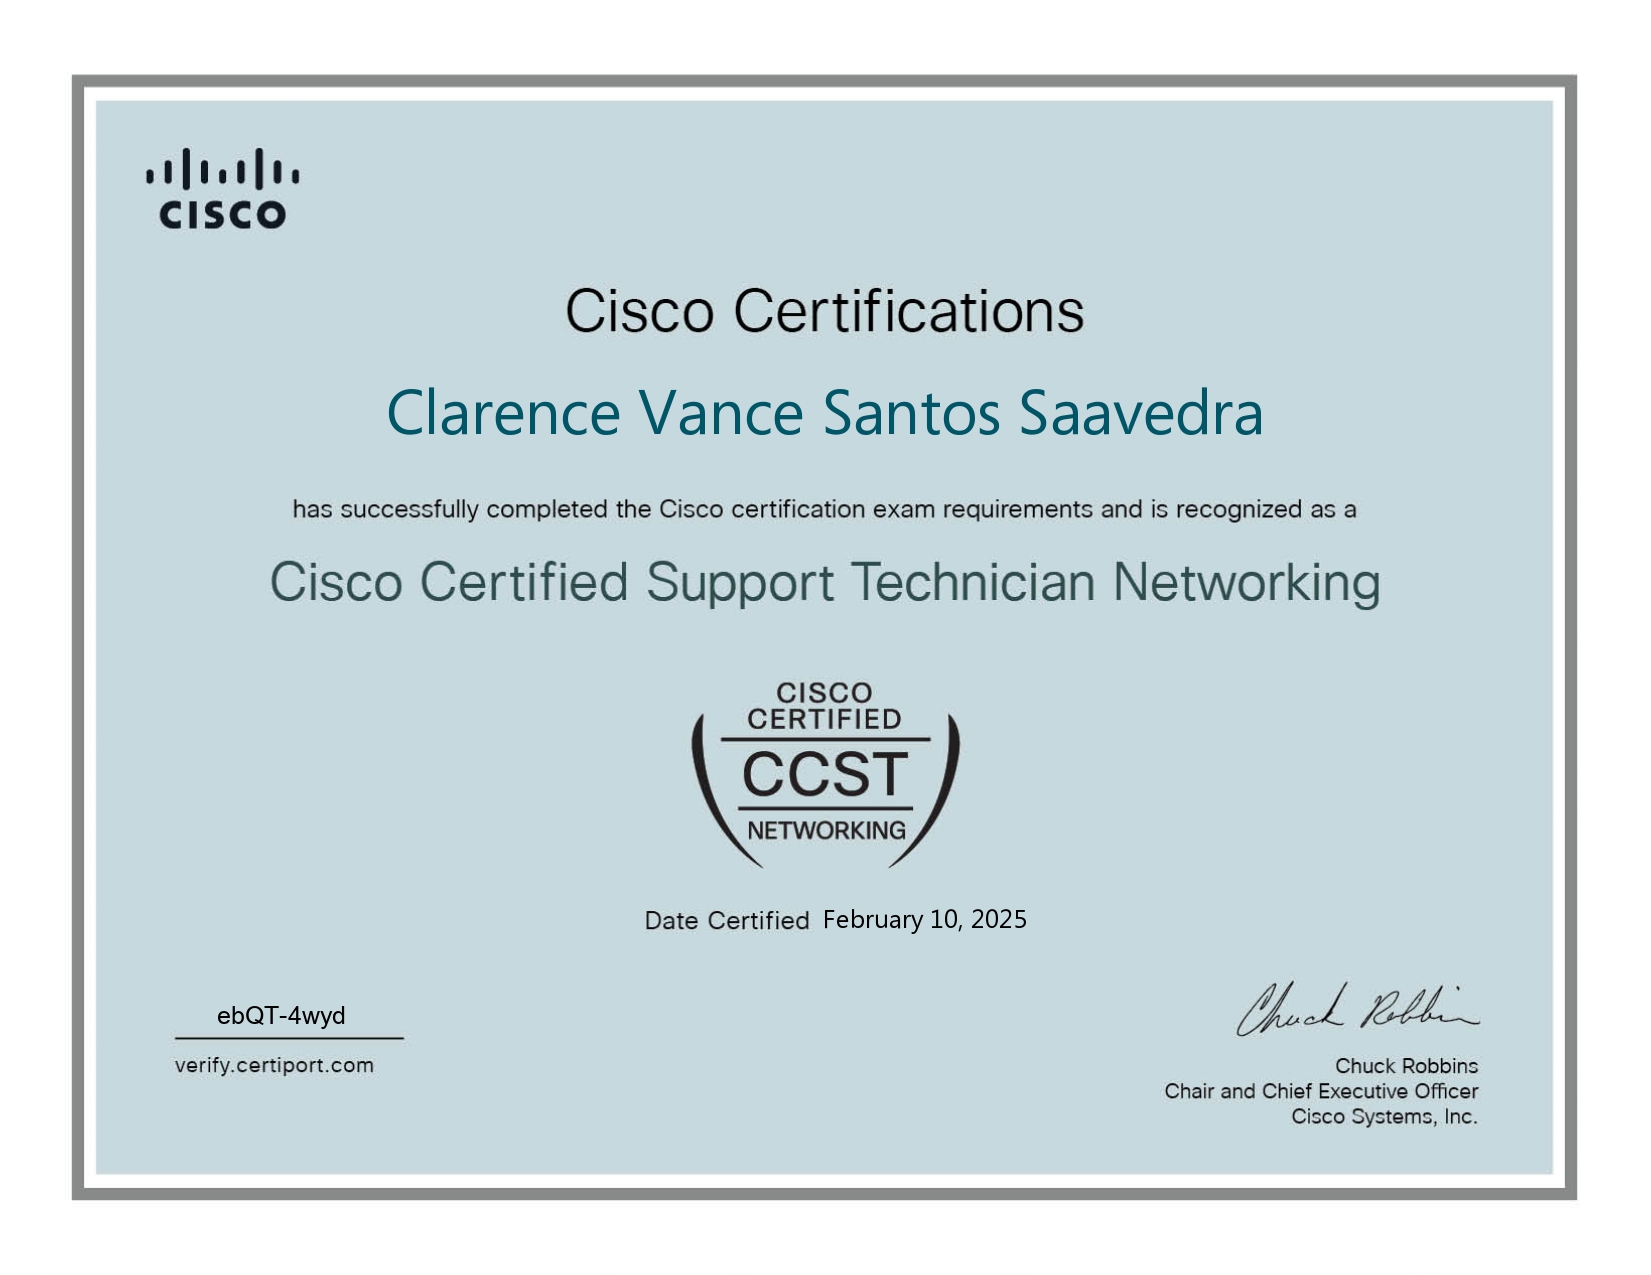 CISCO
Cisco Certifications
Clarence Vance Santos Saavedra
has successfully completed the Cisco certification exam requirements and is recognized as a
Cisco Certified Support Technician Networking
CISCO
CERTIFIED
CCST
NETWORKING
Date Certified February 10, 2025
ebQT-4wyd
verify.certiport.com
Chuck Robbins
Chuck Robbins
Chair and Chief Executive Officer
Cisco Systems, Inc.